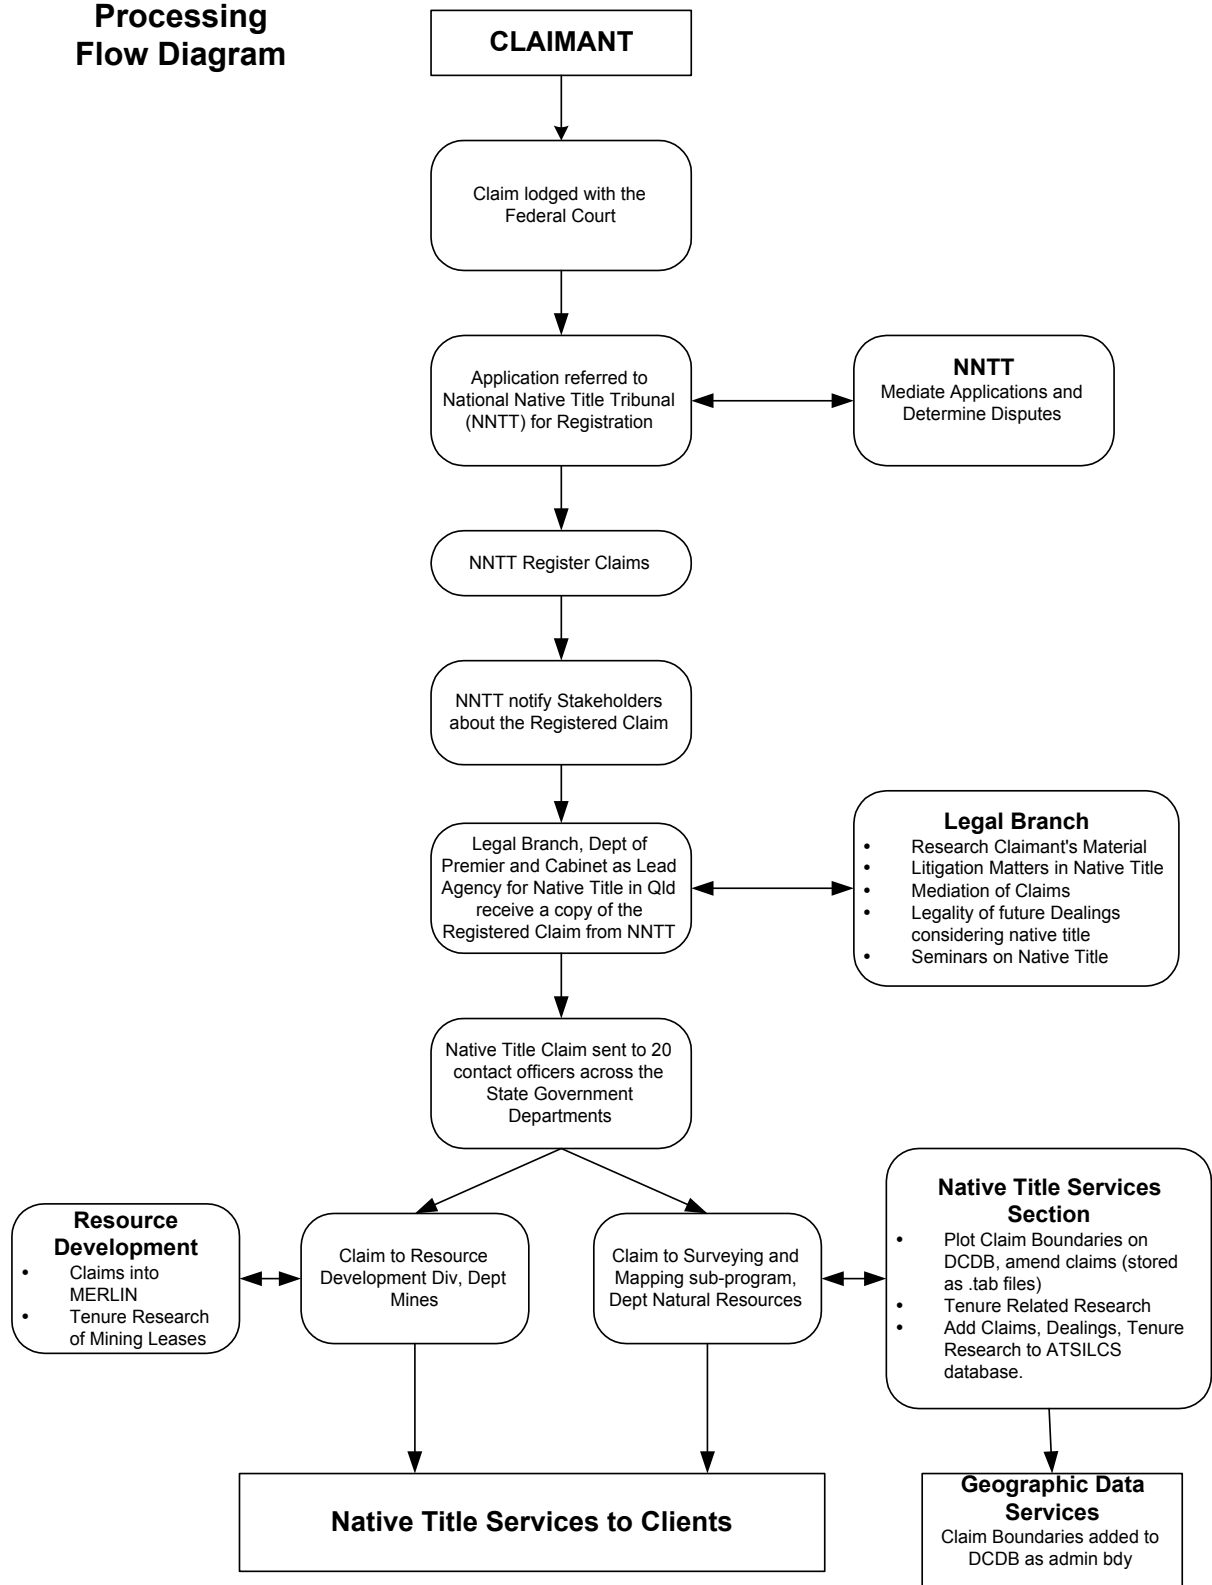 Processing
Flow Diagram
CLAIMANT
Claim lodged with the
Federal Court
Application referred to
National Native Title Tribunal
(NNTT) for Registration
NNTT
Mediate Applications and
Determine Disputes
NNTT Register Claims
NNTT notify Stakeholders
about the Registered Claim
Legal Branch, Dept of
Premier and Cabinet as Lead
Agency for Native Title in Qld
receive a copy of the
Registered Claim from NNTT
Legal Branch
• Research Claimant's Material
• Litigation Matters in Native Title
• Mediation of Claims
• Legality of future Dealings
considering native title
• Seminars on Native Title
Native Title Claim sent to 20
contact officers across the
State Government
Departments
Resource
Development
• Claims into
MERLIN
• Tenure Research
of Mining Leases
Claim to Resource
Development Div, Dept
Mines
Claim to Surveying and
Mapping sub-program,
Dept Natural Resources
Native Title Services
Section
• Plot Claim Boundaries on
DCDB, amend claims (stored
as .tab files)
• Tenure Related Research
• Add Claims, Dealings, Tenure
Research to ATSILCS
database.
Native Title Services to Clients
Geographic Data
Services
Claim Boundaries added to
DCDB as admin bdy